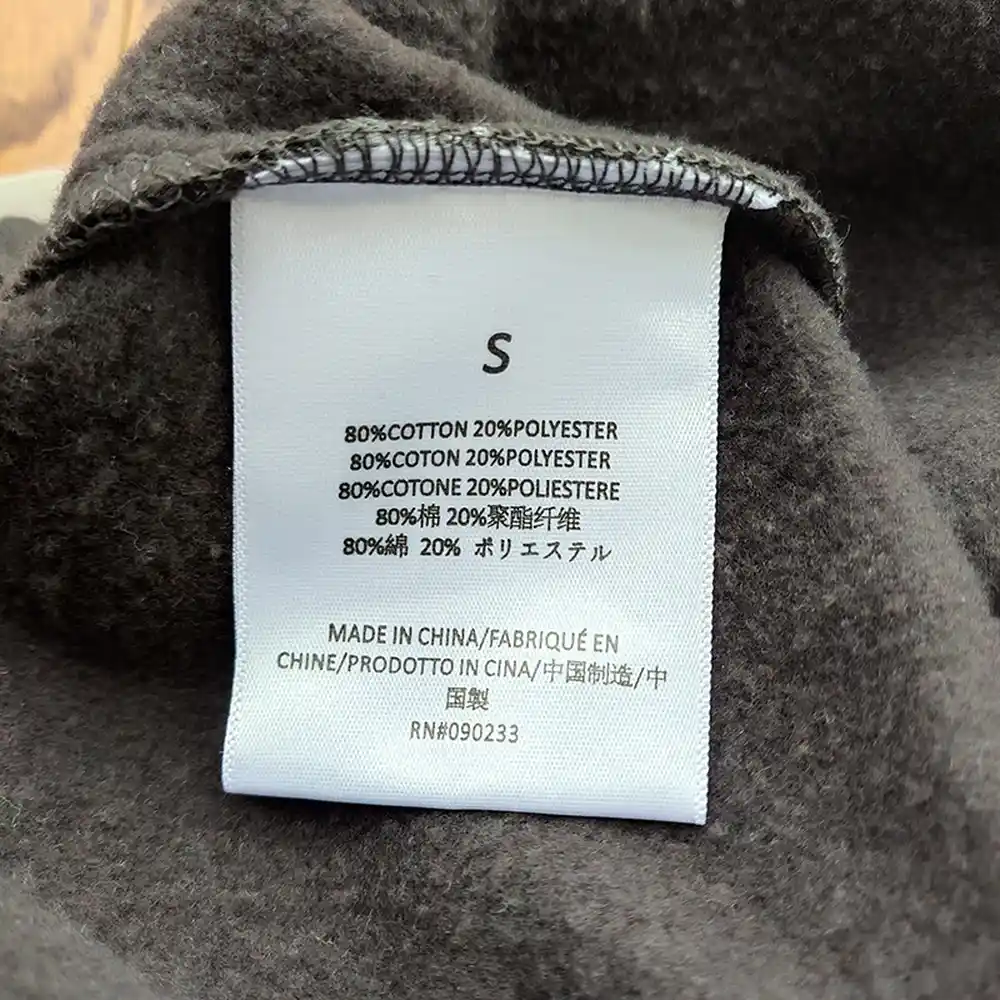 S
80%COTTON 20%POLYESTER
80%COTON 20%POLYESTER
80%COTONE 20%POLIESTERE
80%棉 20%聚酯纤维
80%綿 20% ポリエステル
MADE IN CHINA/FABRIQUÉ EN
CHINE/PRODOTTO IN CINA/中国制造/中
国製
RN#090233